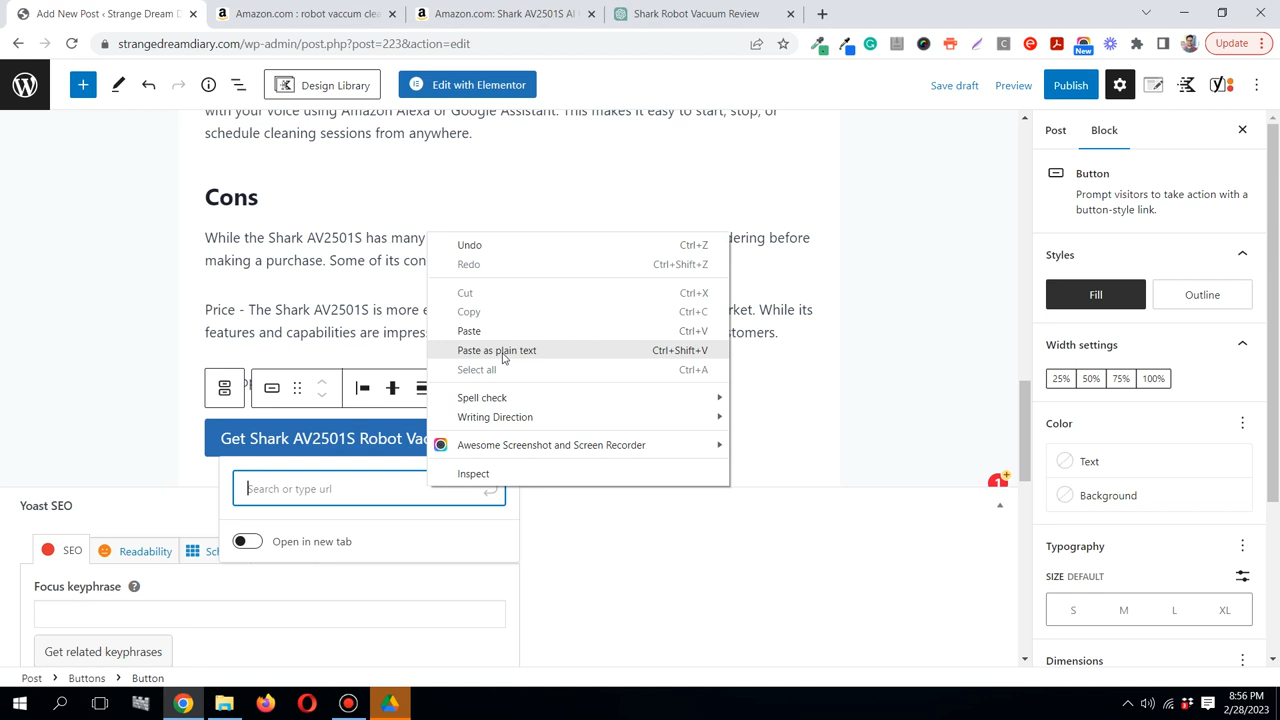 Add New Post ‹ Strange Dream D
Amazon.com : robot vaccum cle
Amazon.com: Shark AV2501S AI
Shark Robot Vacuum Review
strangedreamdiary.com/wp-admin/post.php?post=223&action=edit
New
Update
Design Library
Edit with Elementor
Save draft
Preview
Publish
with your voice using Amazon Alexa or Google Assistant. This makes it easy to start, stop, or
schedule cleaning sessions from anywhere.
Cons
While the Shark AV2501S has many
dering before
making a purchase. Some of its con
Price - The Shark AV2501S is more e
rket. While its
features and capabilities are impress
stomers.
Get Shark AV2501S Robot Vac
Search or type url
Open in new tab
Undo Ctrl+Z
Redo Ctrl+Shift+Z
Cut Ctrl+X
Copy Ctrl+C
Paste Ctrl+V
Paste as plain text Ctrl+Shift+V
Select all Ctrl+A
Spell check
Writing Direction
Awesome Screenshot and Screen Recorder
Inspect
Yoast SEO
SEO
Readability
Sc
Focus keyphrase
Get related keyphrases
Post
Block
Button
Prompt visitors to take action with a
button-style link.
Styles
Fill
Outline
Width settings
25% 50% 75% 100%
Color
Text
Background
Typography
SIZE DEFAULT
S M L XL
Dimensions
Post Buttons Button
8:56 PM
2/28/2023